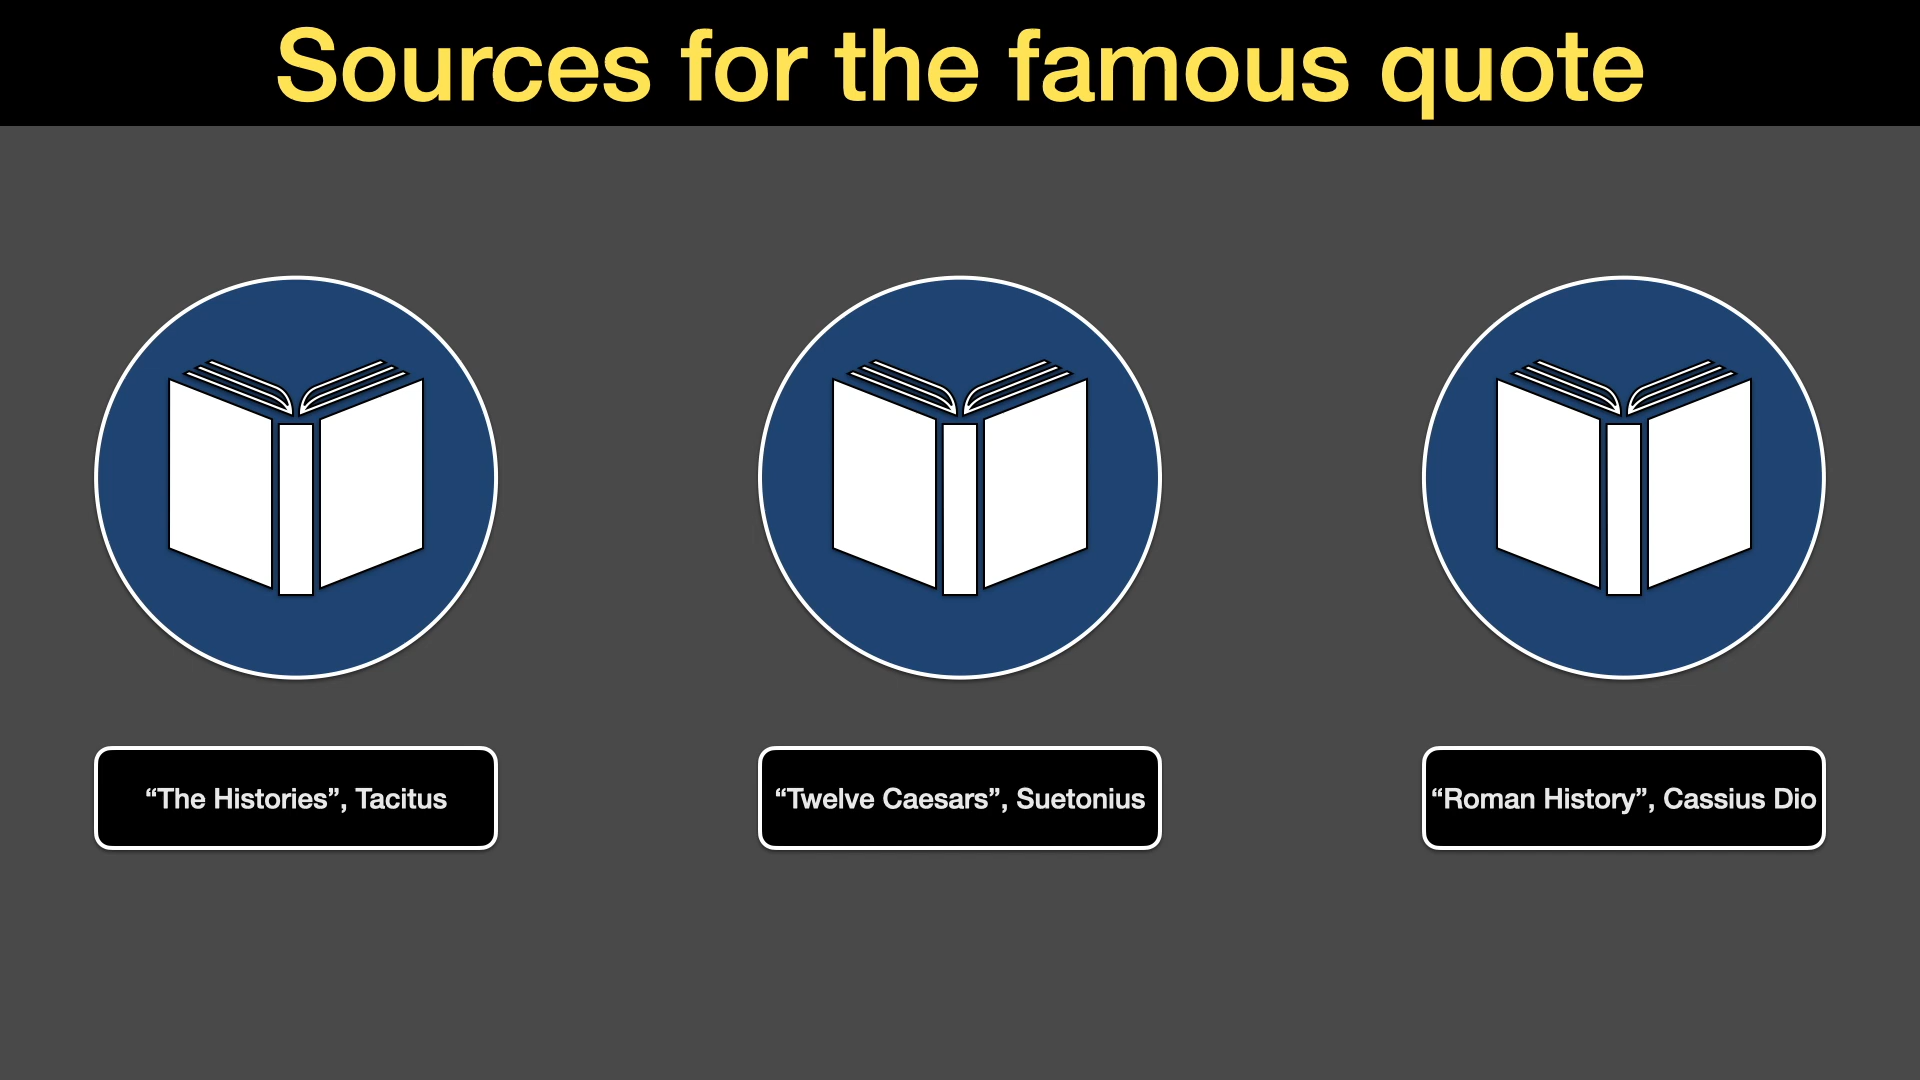 Sources for the famous quote
“The Histories”, Tacitus
“Twelve Caesars”, Suetonius
“Roman History”, Cassius Dio